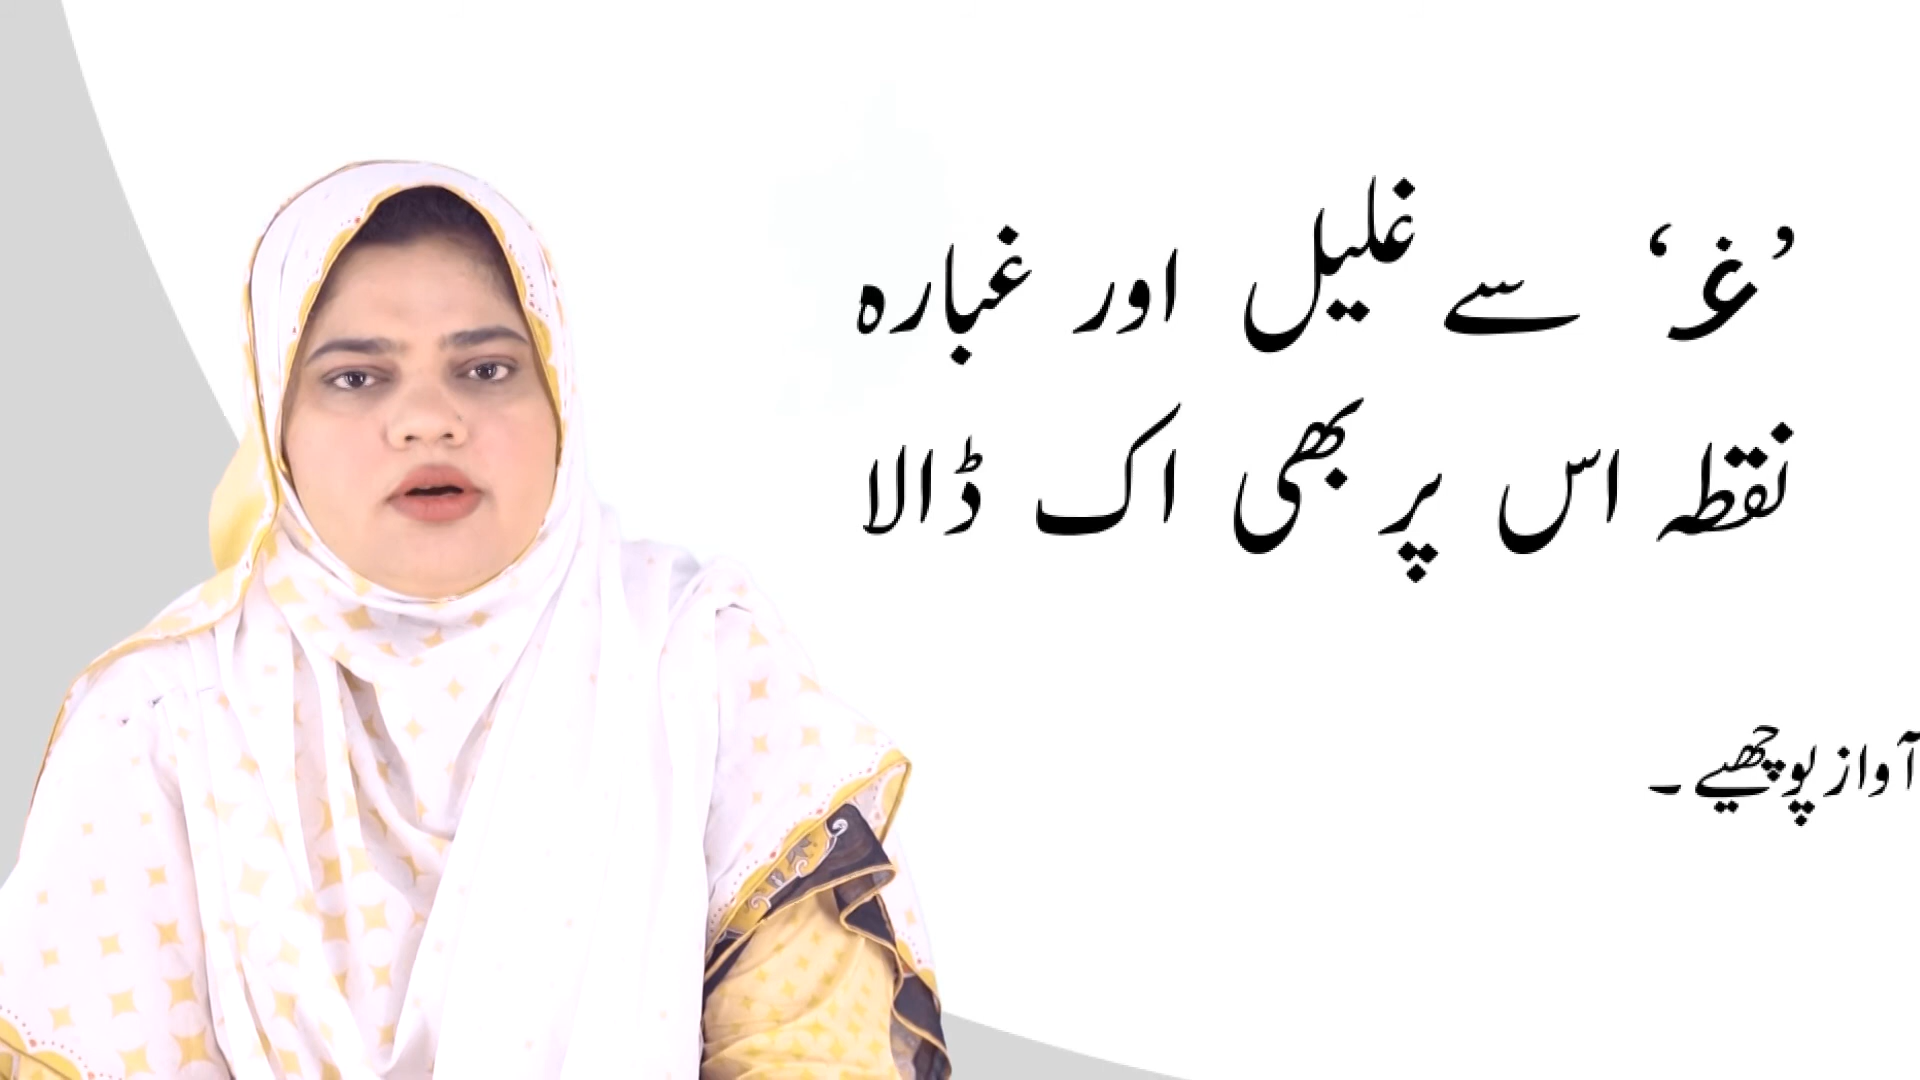 ’غ‘ سے غلیل اور غبارہ
نقطہ اس پر بھی اک ڈالا
آواز پوچھیے ۔